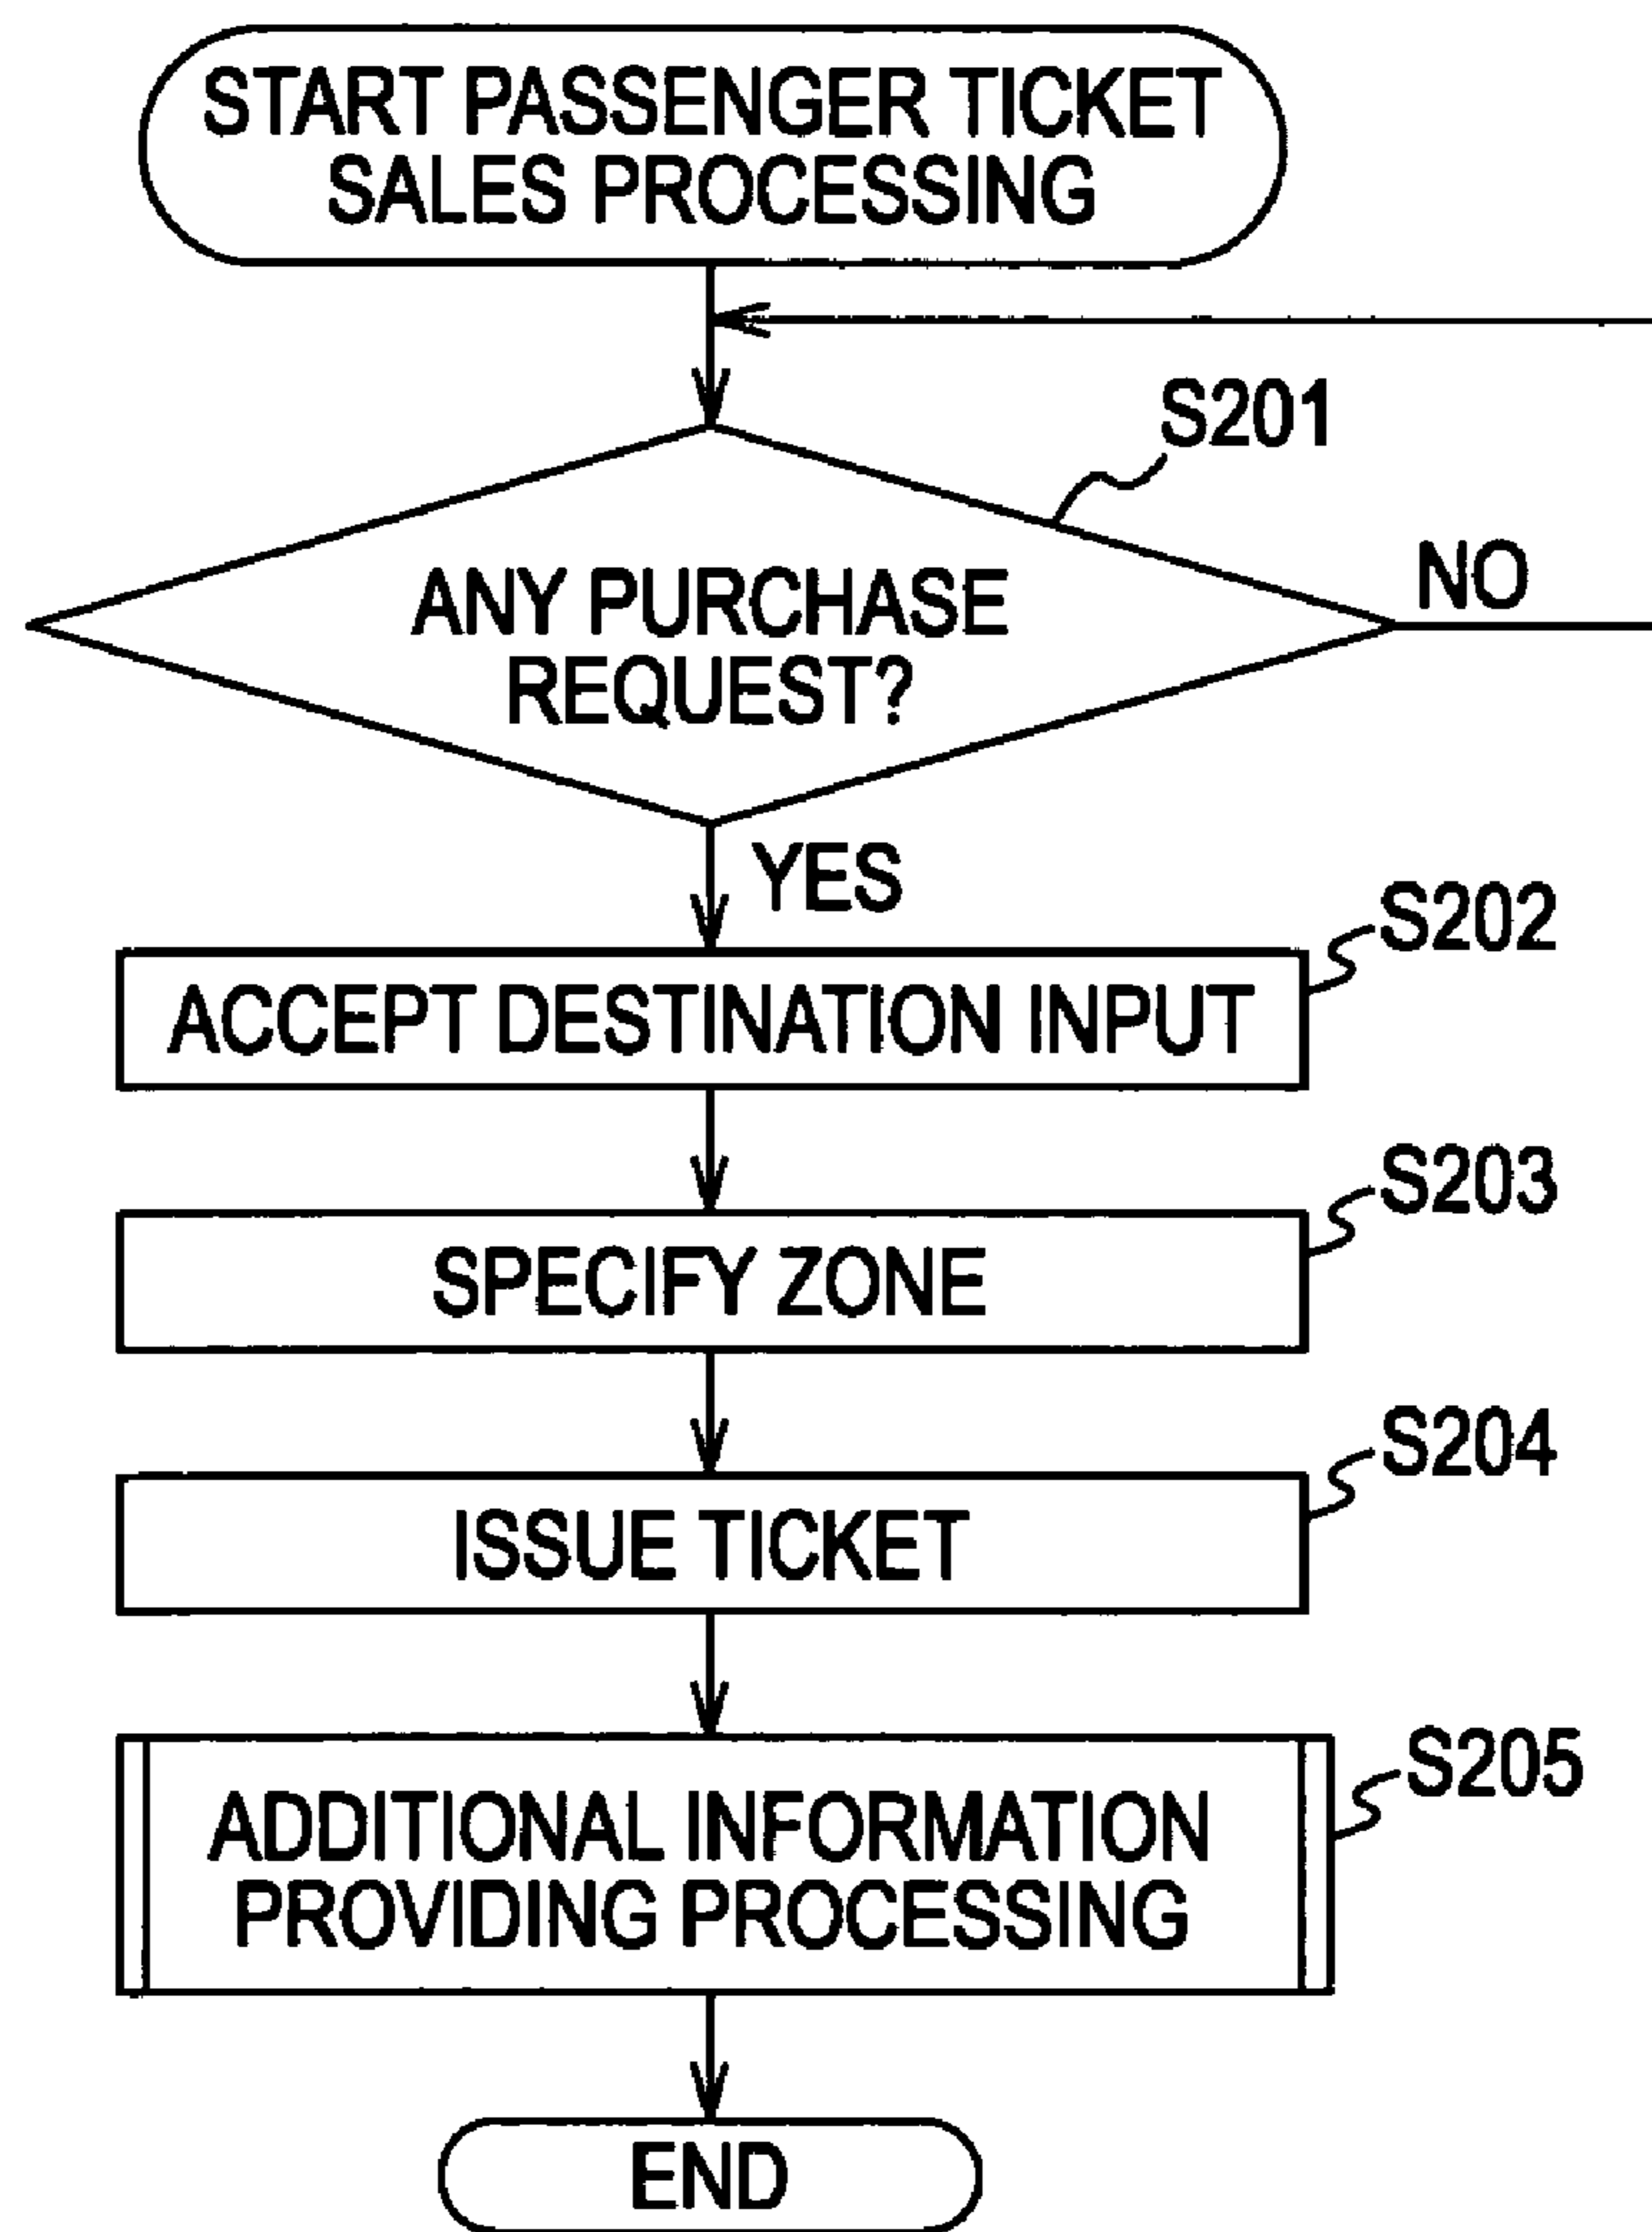 START PASSENGER TICKET
SALES PROCESSING
S201
ANY PURCHASE
REQUEST?
NO
YES
S202
ACCEPT DESTINATION INPUT
S203
SPECIFY ZONE
S204
ISSUE TICKET
S205
ADDITIONAL INFORMATION
PROVIDING PROCESSING
END